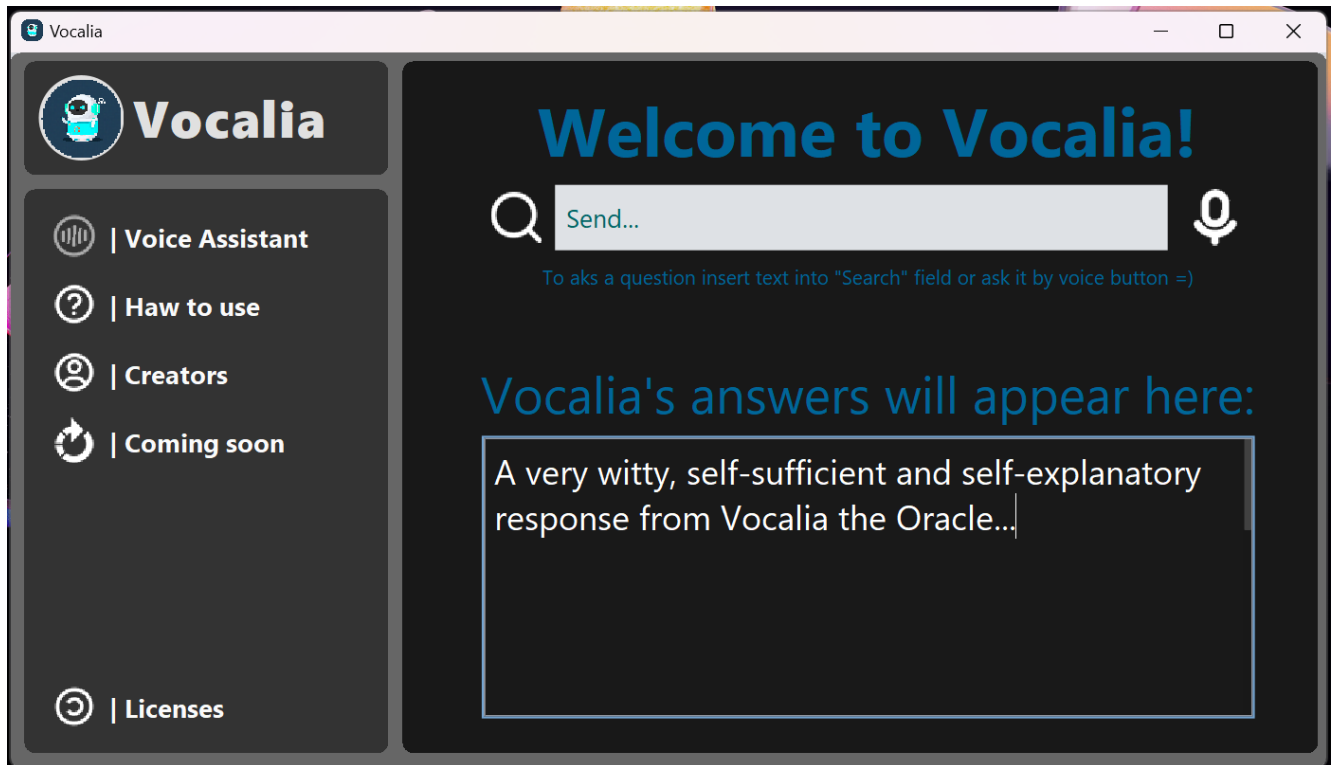 Vocalia
Vocalia
| Voice Assistant
| Haw to use
| Creators
| Coming soon
| Licenses
Welcome to Vocalia!
Send...
To aks a question insert text into "Search" field or ask it by voice button =)
Vocalia's answers will appear here:
A very witty, self-sufficient and self-explanatory
response from Vocalia the Oracle...